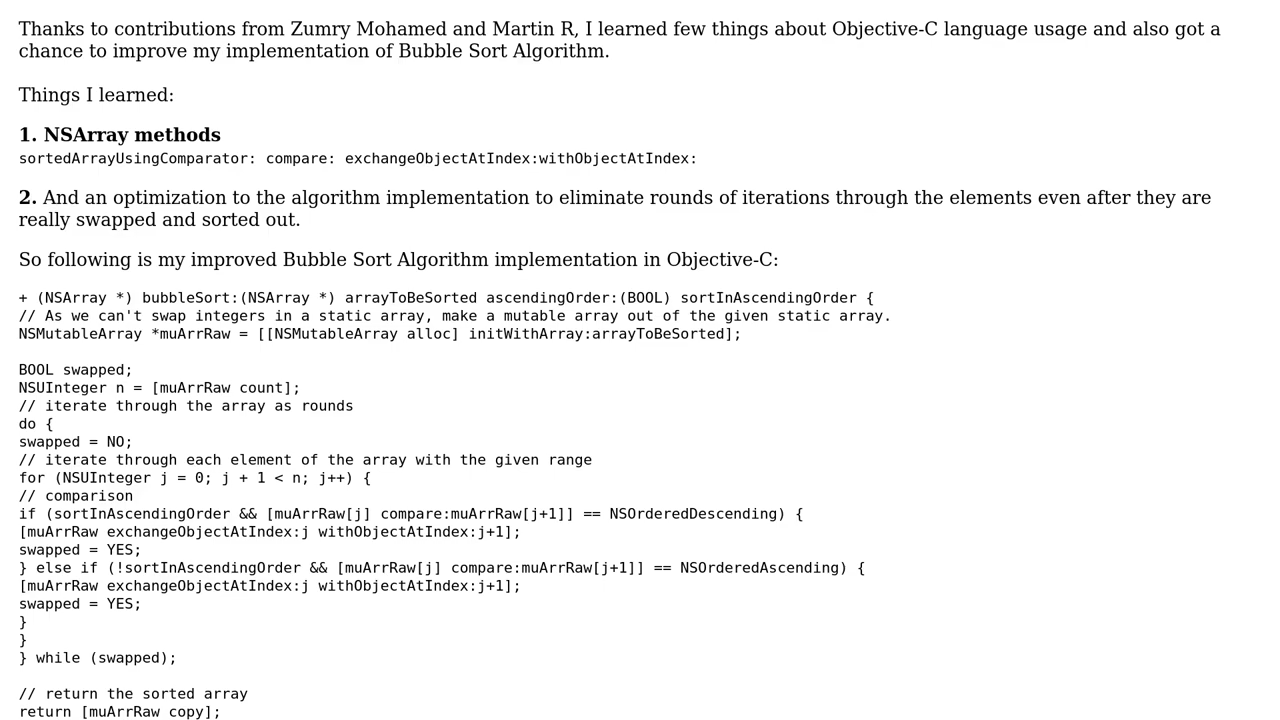 Thanks to contributions from Zumry Mohamed and Martin R, I learned few things about Objective-C language usage and also got a
chance to improve my implementation of Bubble Sort Algorithm.
Things I learned:
1. NSArray methods
sortedArrayUsingComparator: compare: exchangeObjectAtIndex:withObjectAtIndex:
2. And an optimization to the algorithm implementation to eliminate rounds of iterations through the elements even after they are
really swapped and sorted out.
So following is my improved Bubble Sort Algorithm implementation in Objective-C:
+ (NSArray *) bubbleSort:(NSArray *) arrayToBeSorted ascendingOrder:(BOOL) sortInAscendingOrder {
// As we can't swap integers in a static array, make a mutable array out of the given static array.
NSMutableArray *muArrRaw = [[NSMutableArray alloc] initWithArray:arrayToBeSorted];
BOOL swapped;
NSUInteger n = [muArrRaw count];
// iterate through the array as rounds
do {
swapped = NO;
// iterate through each element of the array with the given range
for (NSUInteger j = 0; j + 1 < n; j++) {
// comparison
if (sortInAscendingOrder && [muArrRaw[j] compare:muArrRaw[j+1]] == NSOrderedDescending) {
[muArrRaw exchangeObjectAtIndex:j withObjectAtIndex:j+1];
swapped = YES;
} else if (!sortInAscendingOrder && [muArrRaw[j] compare:muArrRaw[j+1]] == NSOrderedAscending) {
[muArrRaw exchangeObjectAtIndex:j withObjectAtIndex:j+1];
swapped = YES;
}
}
} while (swapped);
// return the sorted array
return [muArrRaw copy];